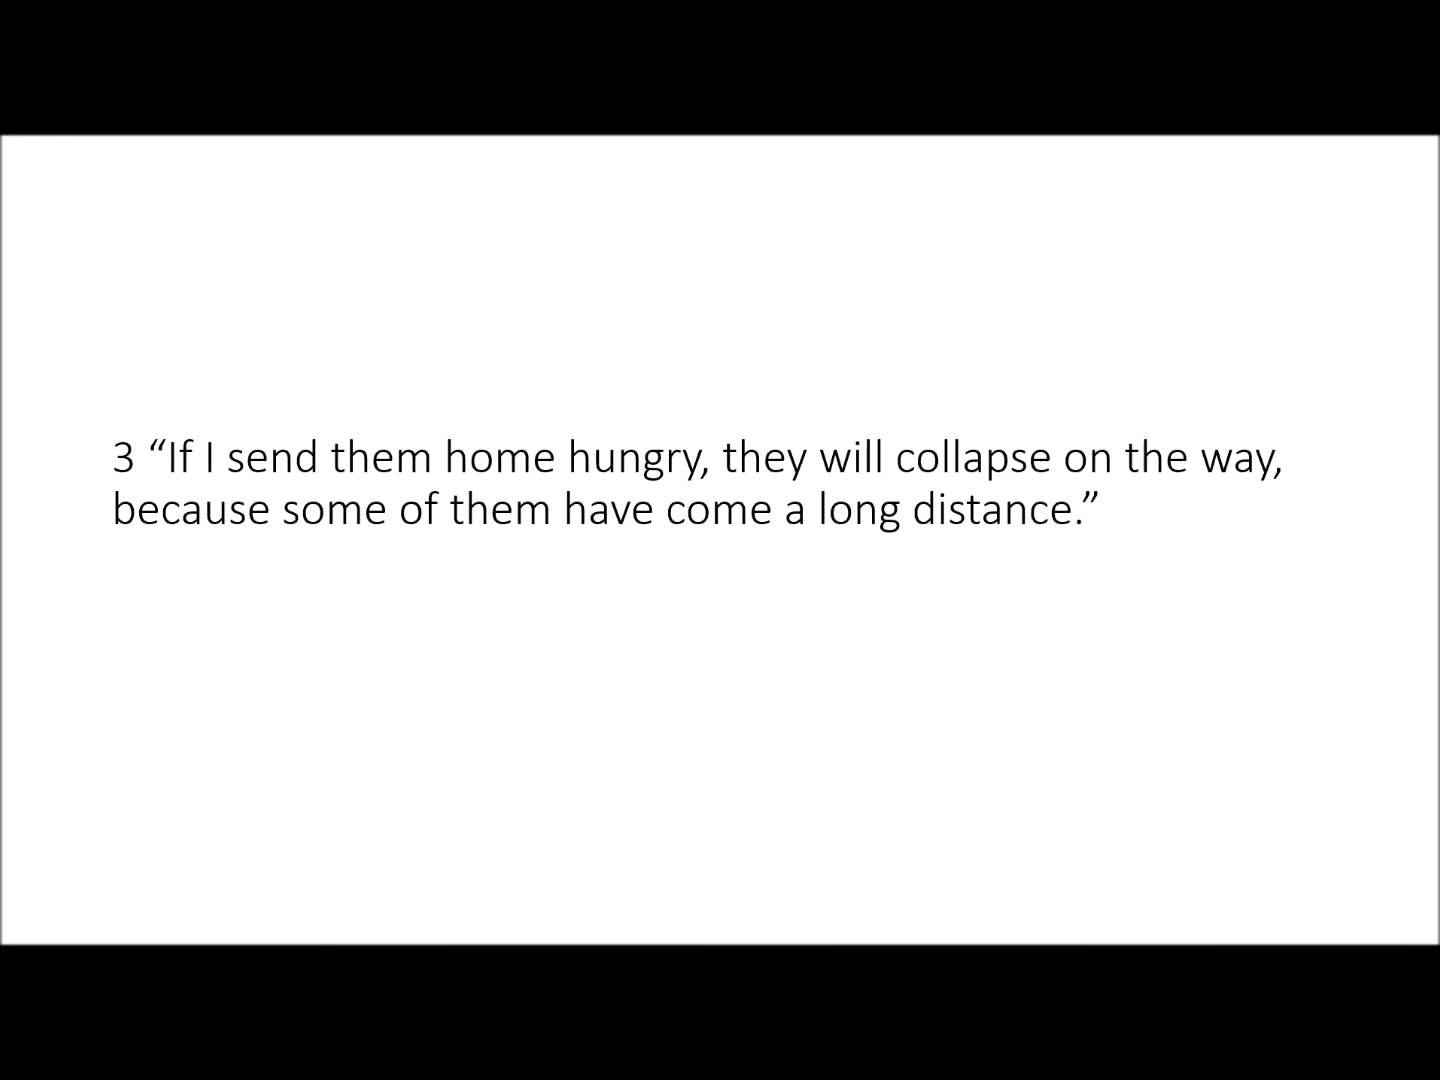 3 “If I send them home hungry, they will collapse on the way,
because some of them have come a long distance.”